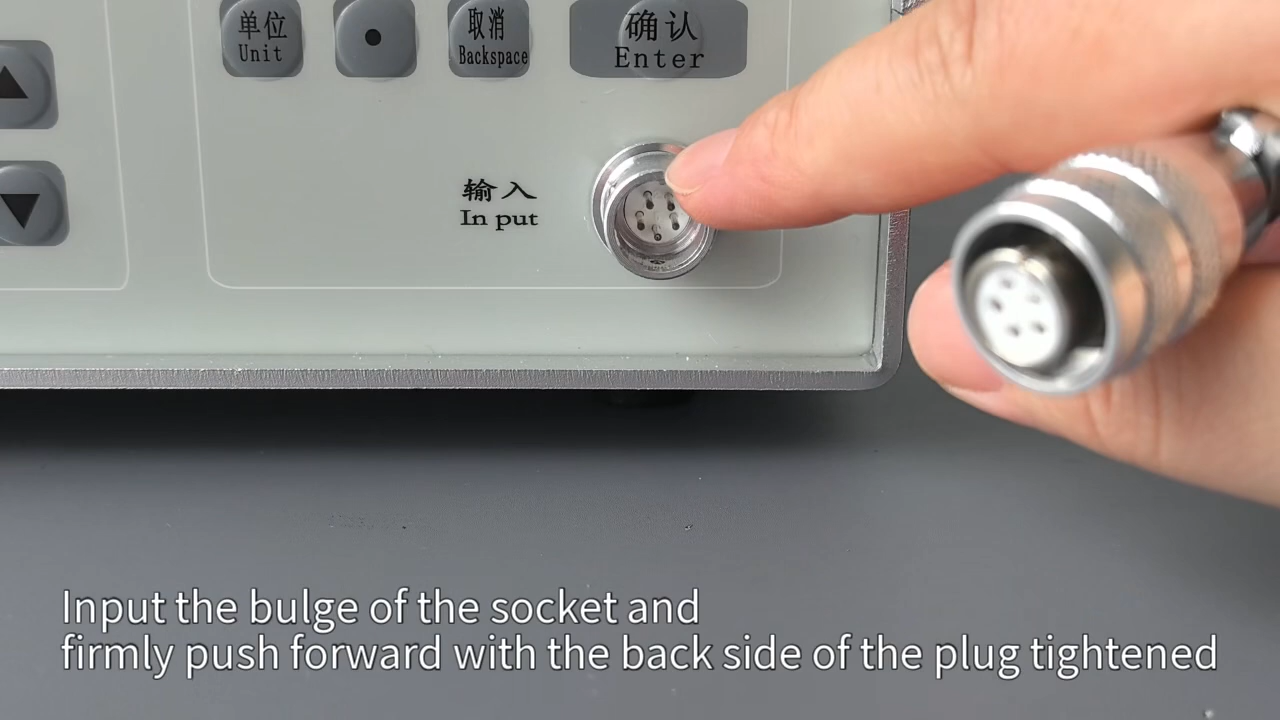 单位
Unit
取消
Backspace
确认
Enter
输入
In put
Input the bulge of the socket and
firmly push forward with the back side of the plug tightened